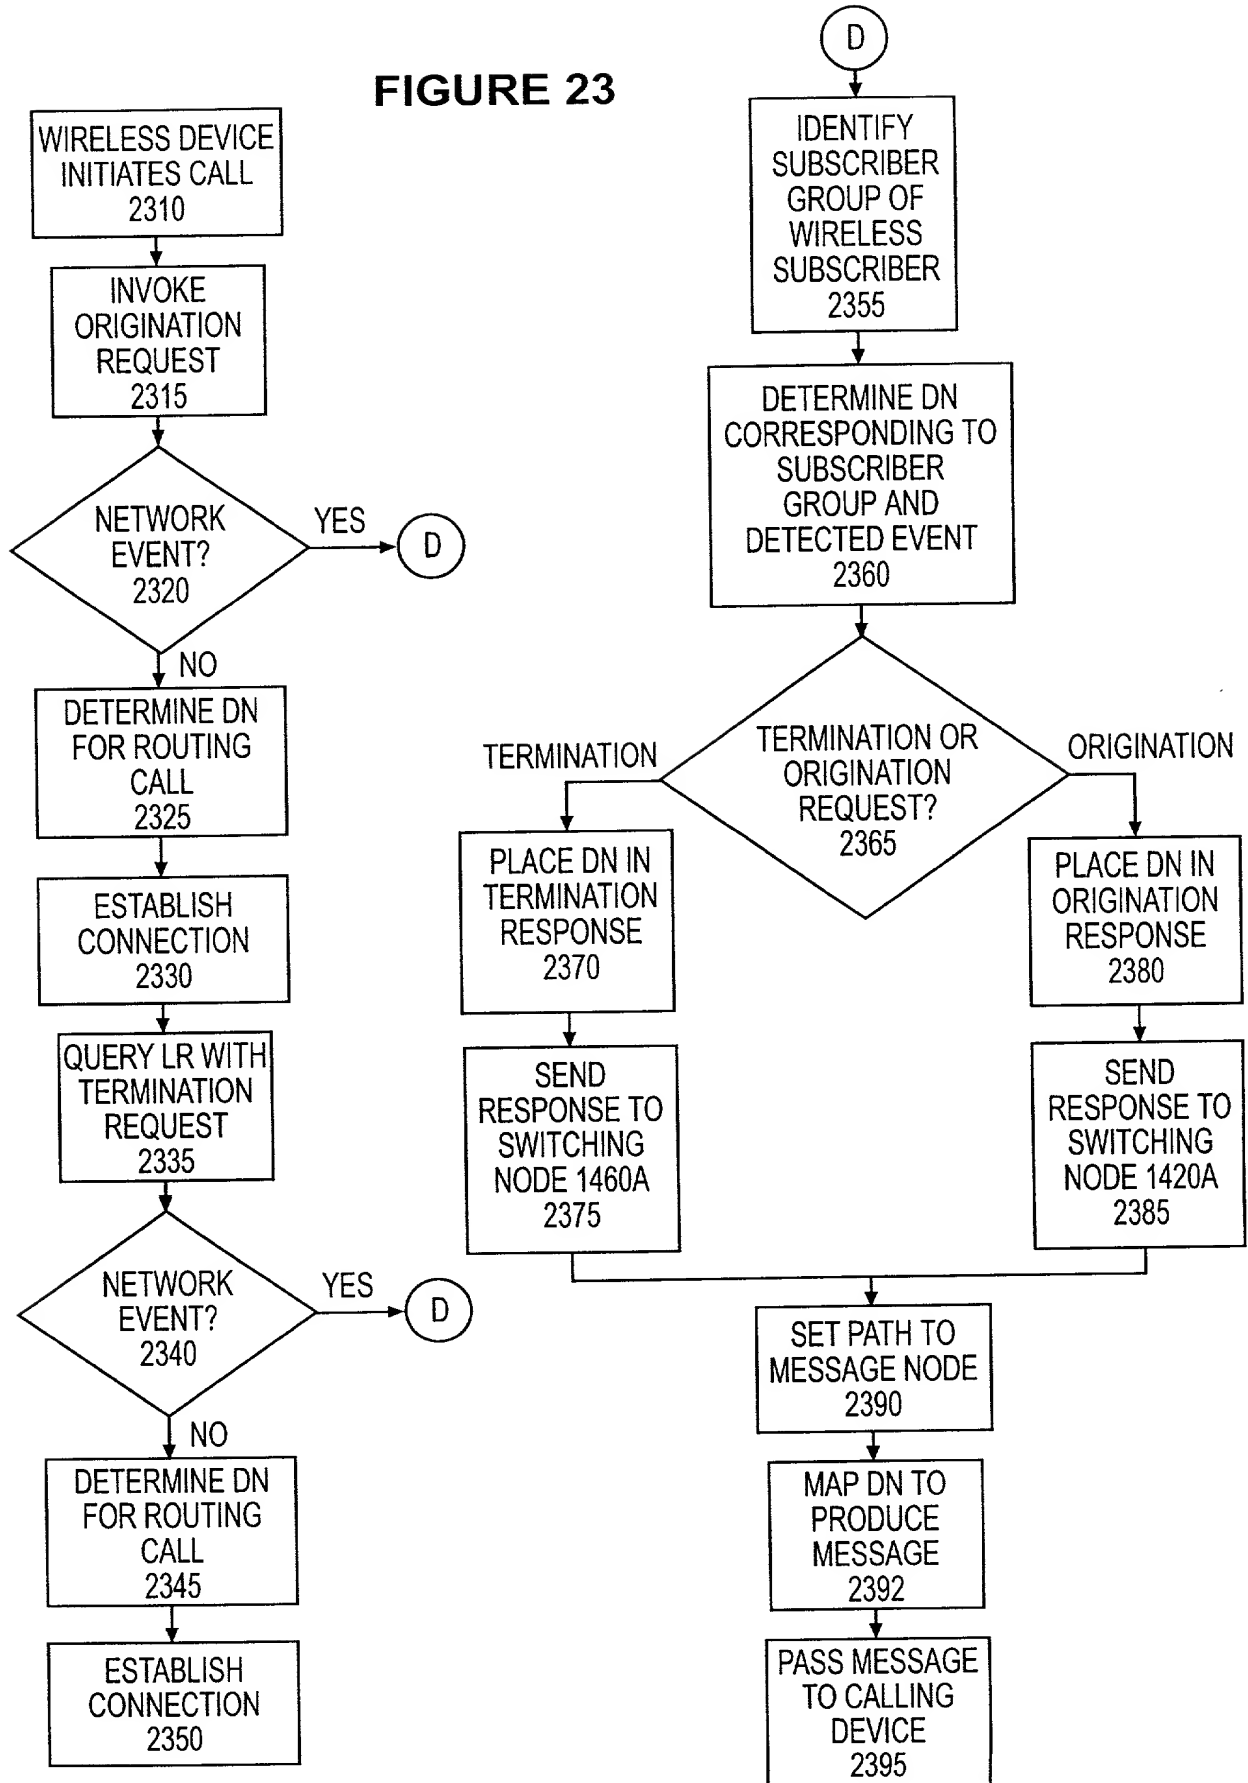 FIGURE 23
WIRELESS DEVICE
INITIATES CALL
2310
INVOKE
ORIGINATION
REQUEST
2315
NETWORK
EVENT?
2320
YES
D
NO
DETERMINE DN
FOR ROUTING
CALL
2325
ESTABLISH
CONNECTION
2330
QUERY LR WITH
TERMINATION
REQUEST
2335
NETWORK
EVENT?
2340
YES
D
NO
DETERMINE DN
FOR ROUTING
CALL
2345
ESTABLISH
CONNECTION
2350
D
IDENTIFY
SUBSCRIBER
GROUP OF
WIRELESS
SUBSCRIBER
2355
DETERMINE DN
CORRESPONDING TO
SUBSCRIBER
GROUP AND
DETECTED EVENT
2360
TERMINATION OR
ORIGINATION
REQUEST?
2365
TERMINATION
PLACE DN IN
TERMINATION
RESPONSE
2370
SEND
RESPONSE TO
SWITCHING
NODE 1460A
2375
ORIGINATION
PLACE DN IN
ORIGINATION
RESPONSE
2380
SEND
RESPONSE TO
SWITCHING
NODE 1420A
2385
SET PATH TO
MESSAGE NODE
2390
MAP DN TO
PRODUCE
MESSAGE
2392
PASS MESSAGE
TO CALLING
DEVICE
2395